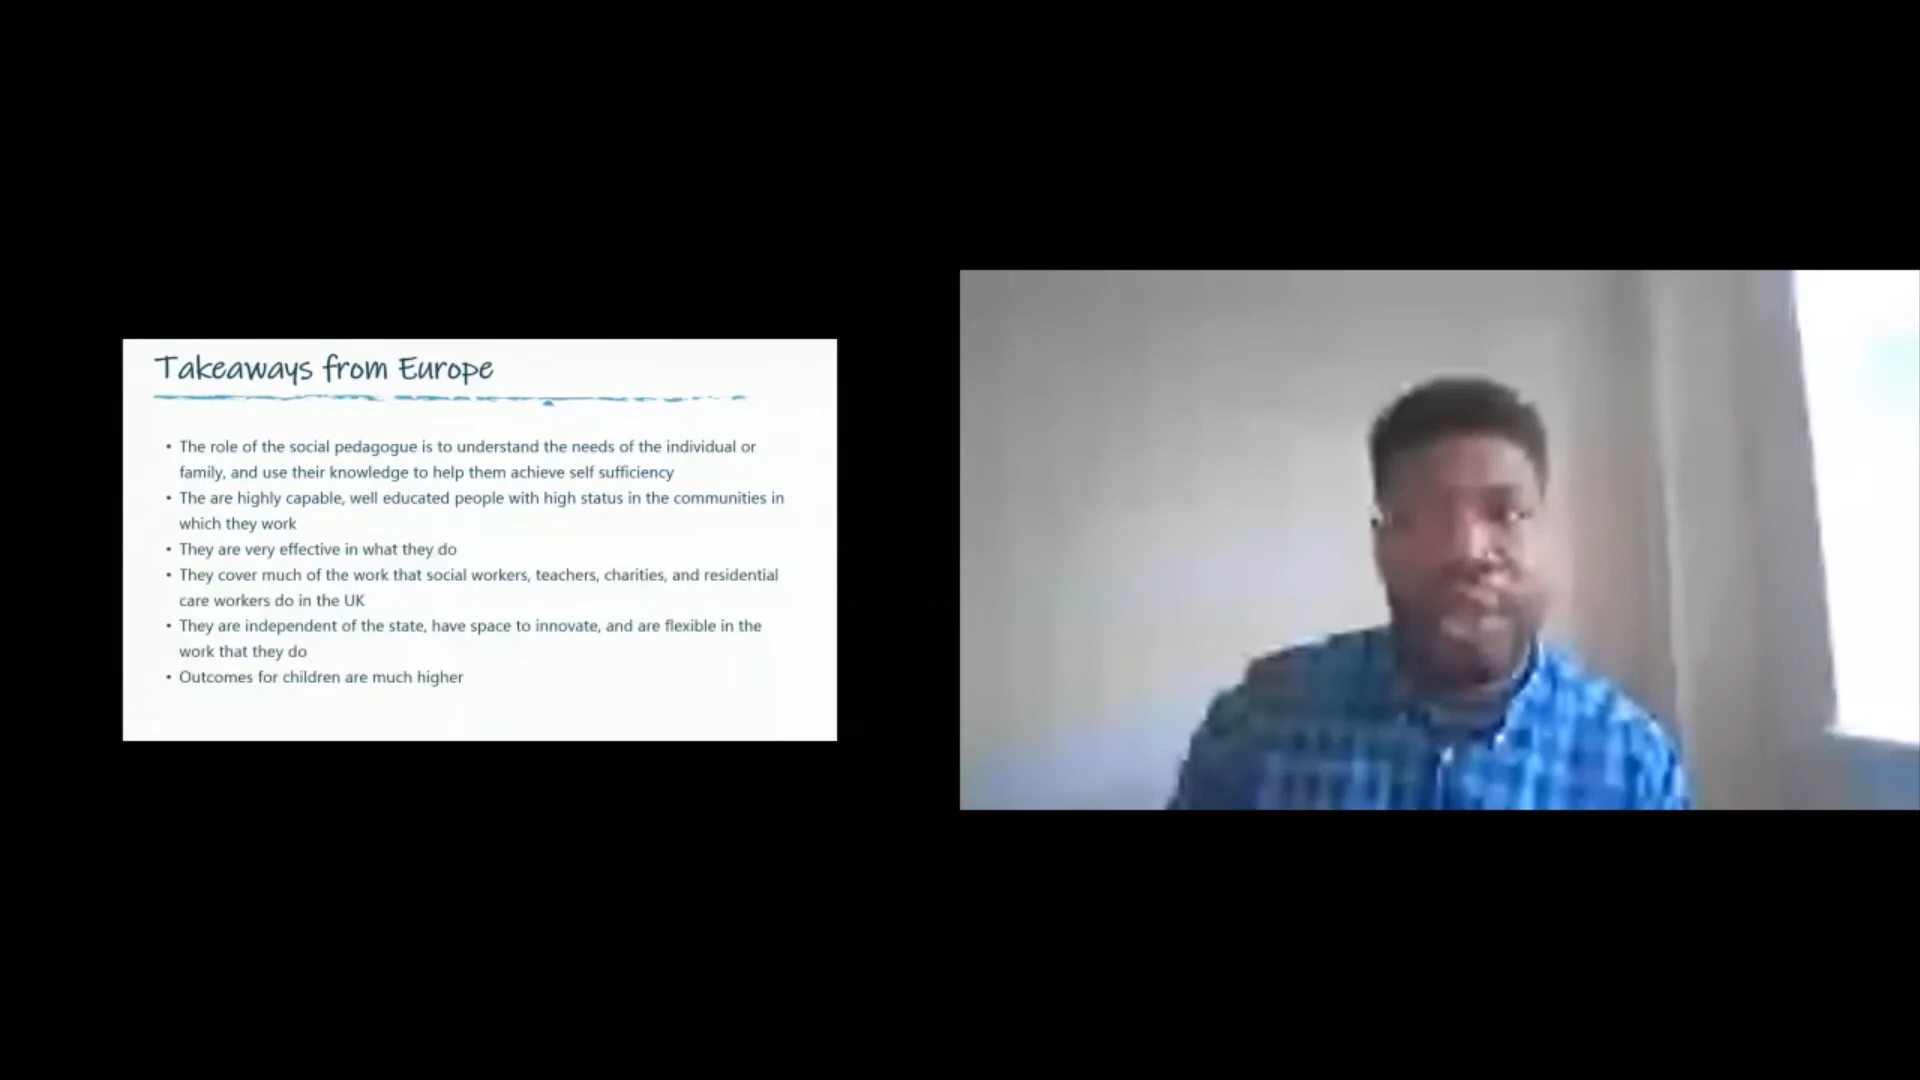 Takeaways from Europe
• The role of the social pedagogue is to understand the needs of the individual or
family, and use their knowledge to help them achieve self sufficiency
• The are highly capable, well educated people with high status in the communities in
which they work
• They are very effective in what they do
• They cover much of the work that social workers, teachers, charities, and residential
care workers do in the UK
• They are independent of the state, have space to innovate, and are flexible in the
work that they do
• Outcomes for children are much higher